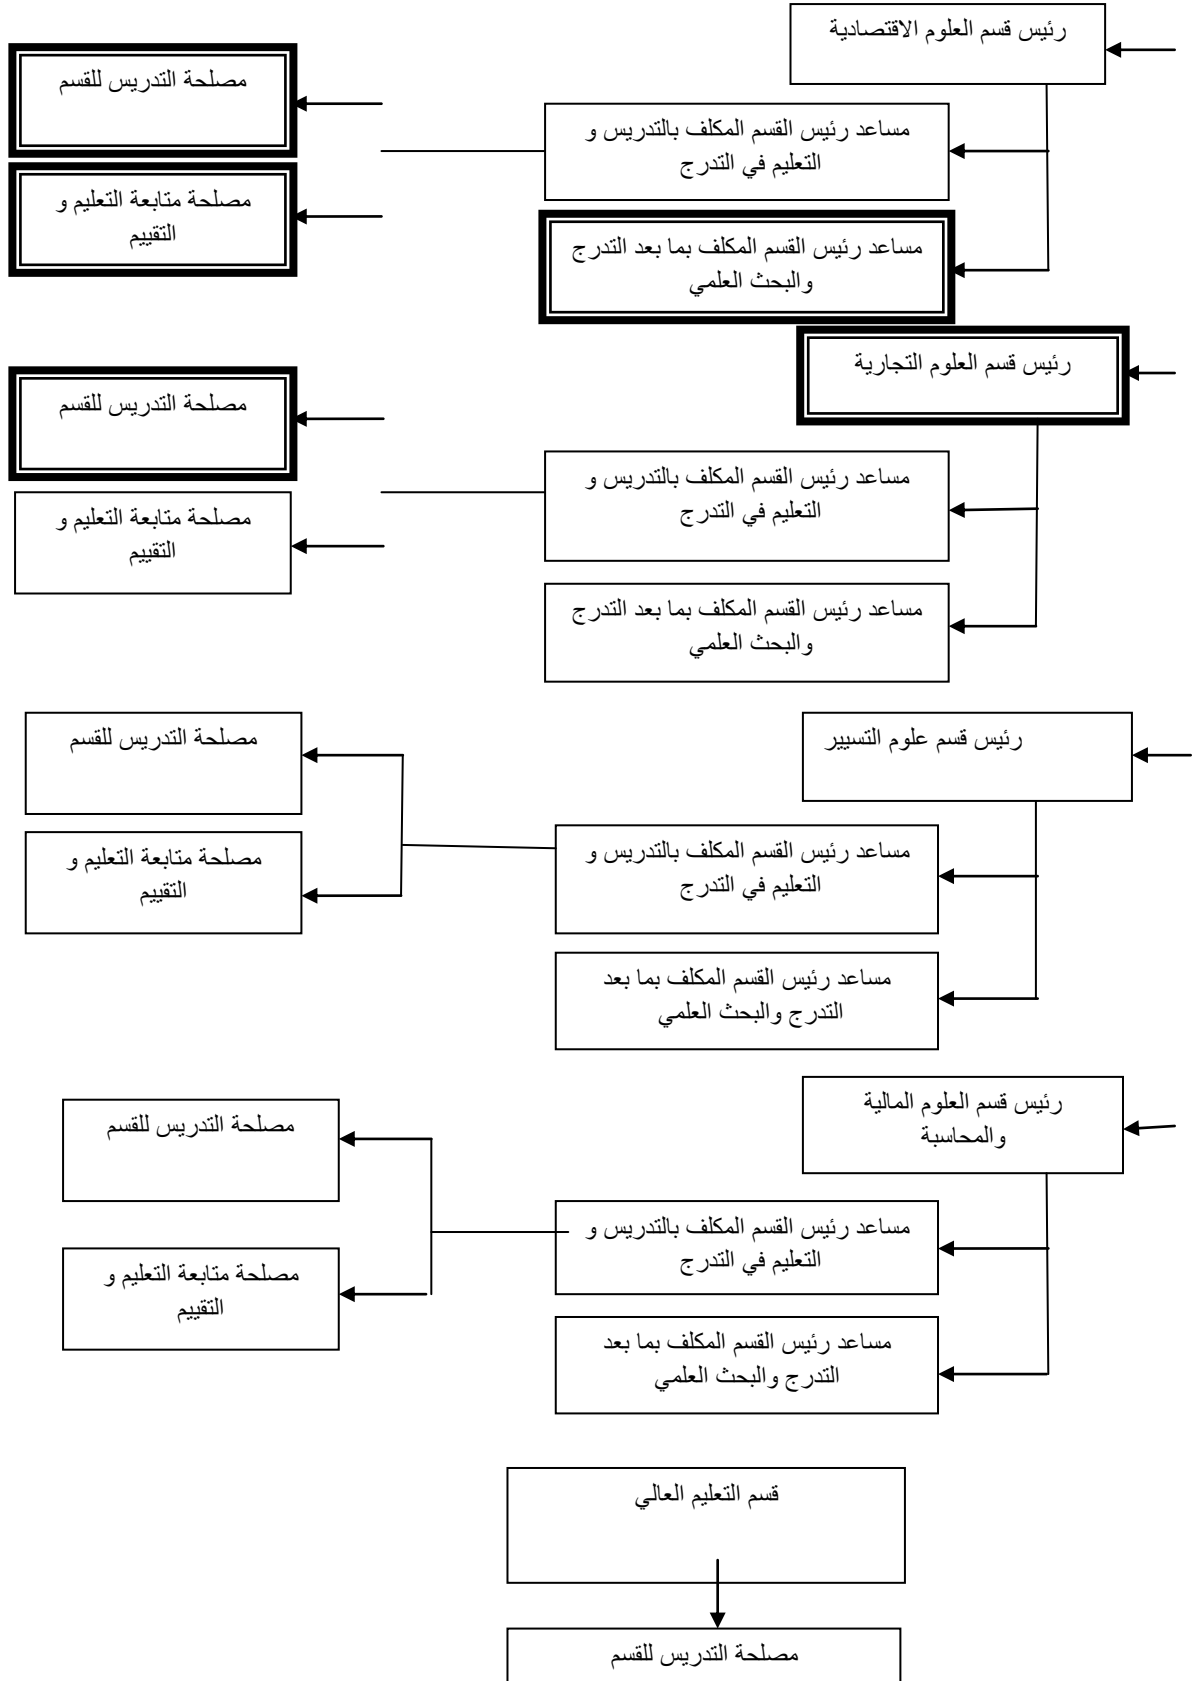 رئيس قسم العلوم الاقتصادية
مساعد رئيس القسم المكلف بالتدريس و
التعليم في التدرج
مساعد رئيس القسم المكلف بما بعد التدرج
والبحث العلمي
مصلحة التدريس للقسم
مصلحة متابعة التعليم و
التقييم
رئيس قسم العلوم التجارية
مساعد رئيس القسم المكلف بالتدريس و
التعليم في التدرج
مساعد رئيس القسم المكلف بما بعد التدرج
والبحث العلمي
مصلحة التدريس للقسم
مصلحة متابعة التعليم و
التقييم
رئيس قسم علوم التسيير
مساعد رئيس القسم المكلف بالتدريس و
التعليم في التدرج
مساعد رئيس القسم المكلف بما بعد
التدرج والبحث العلمي
مصلحة التدريس للقسم
مصلحة متابعة التعليم و
التقييم
رئيس قسم العلوم المالية
والمحاسبة
مساعد رئيس القسم المكلف بالتدريس و
التعليم في التدرج
مساعد رئيس القسم المكلف بما بعد
التدرج والبحث العلمي
مصلحة التدريس للقسم
مصلحة متابعة التعليم و
التقييم
قسم التعليم العالي
مصلحة التدريس للقسم